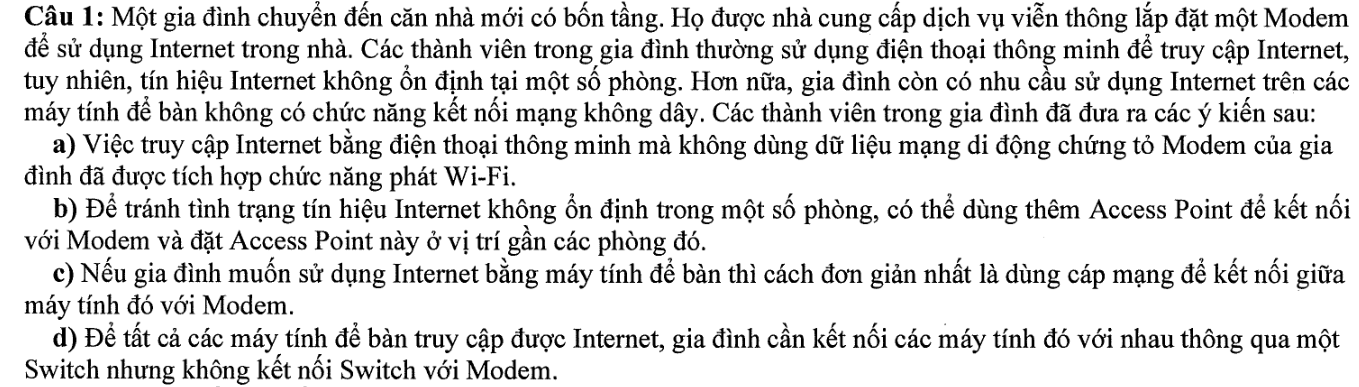 Câu 1: Một gia đình chuyển đến căn nhà mới có bốn tầng. Họ được nhà cung cấp dịch vụ viễn thông lắp đặt một Modem
để sử dụng Internet trong nhà. Các thành viên trong gia đình thường sử dụng điện thoại thông minh để truy cập Internet,
tuy nhiên, tín hiệu Internet không ổn định tại một số phòng. Hơn nữa, gia đình còn có nhu cầu sử dụng Internet trên các
máy tính để bàn không có chức năng kết nối mạng không dây. Các thành viên trong gia đình đã đưa ra các ý kiến sau:
a) Việc truy cập Internet bằng điện thoại thông minh mà không dùng dữ liệu mạng di động chứng tỏ Modem của gia
đình đã được tích hợp chức năng phát Wi-Fi.
b) Để tránh tình trạng tín hiệu Internet không ổn định trong một số phòng, có thể dùng thêm Access Point để kết nối
với Modem và đặt Access Point này ở vị trí gần các phòng đó.
c) Nếu gia đình muốn sử dụng Internet bằng máy tính để bàn thì cách đơn giản nhất là dùng cáp mạng để kết nối giữa
máy tính đó với Modem.
d) Để tất cả các máy tính để bàn truy cập được Internet, gia đình cần kết nối các máy tính đó với nhau thông qua một
Switch nhưng không kết nối Switch với Modem.